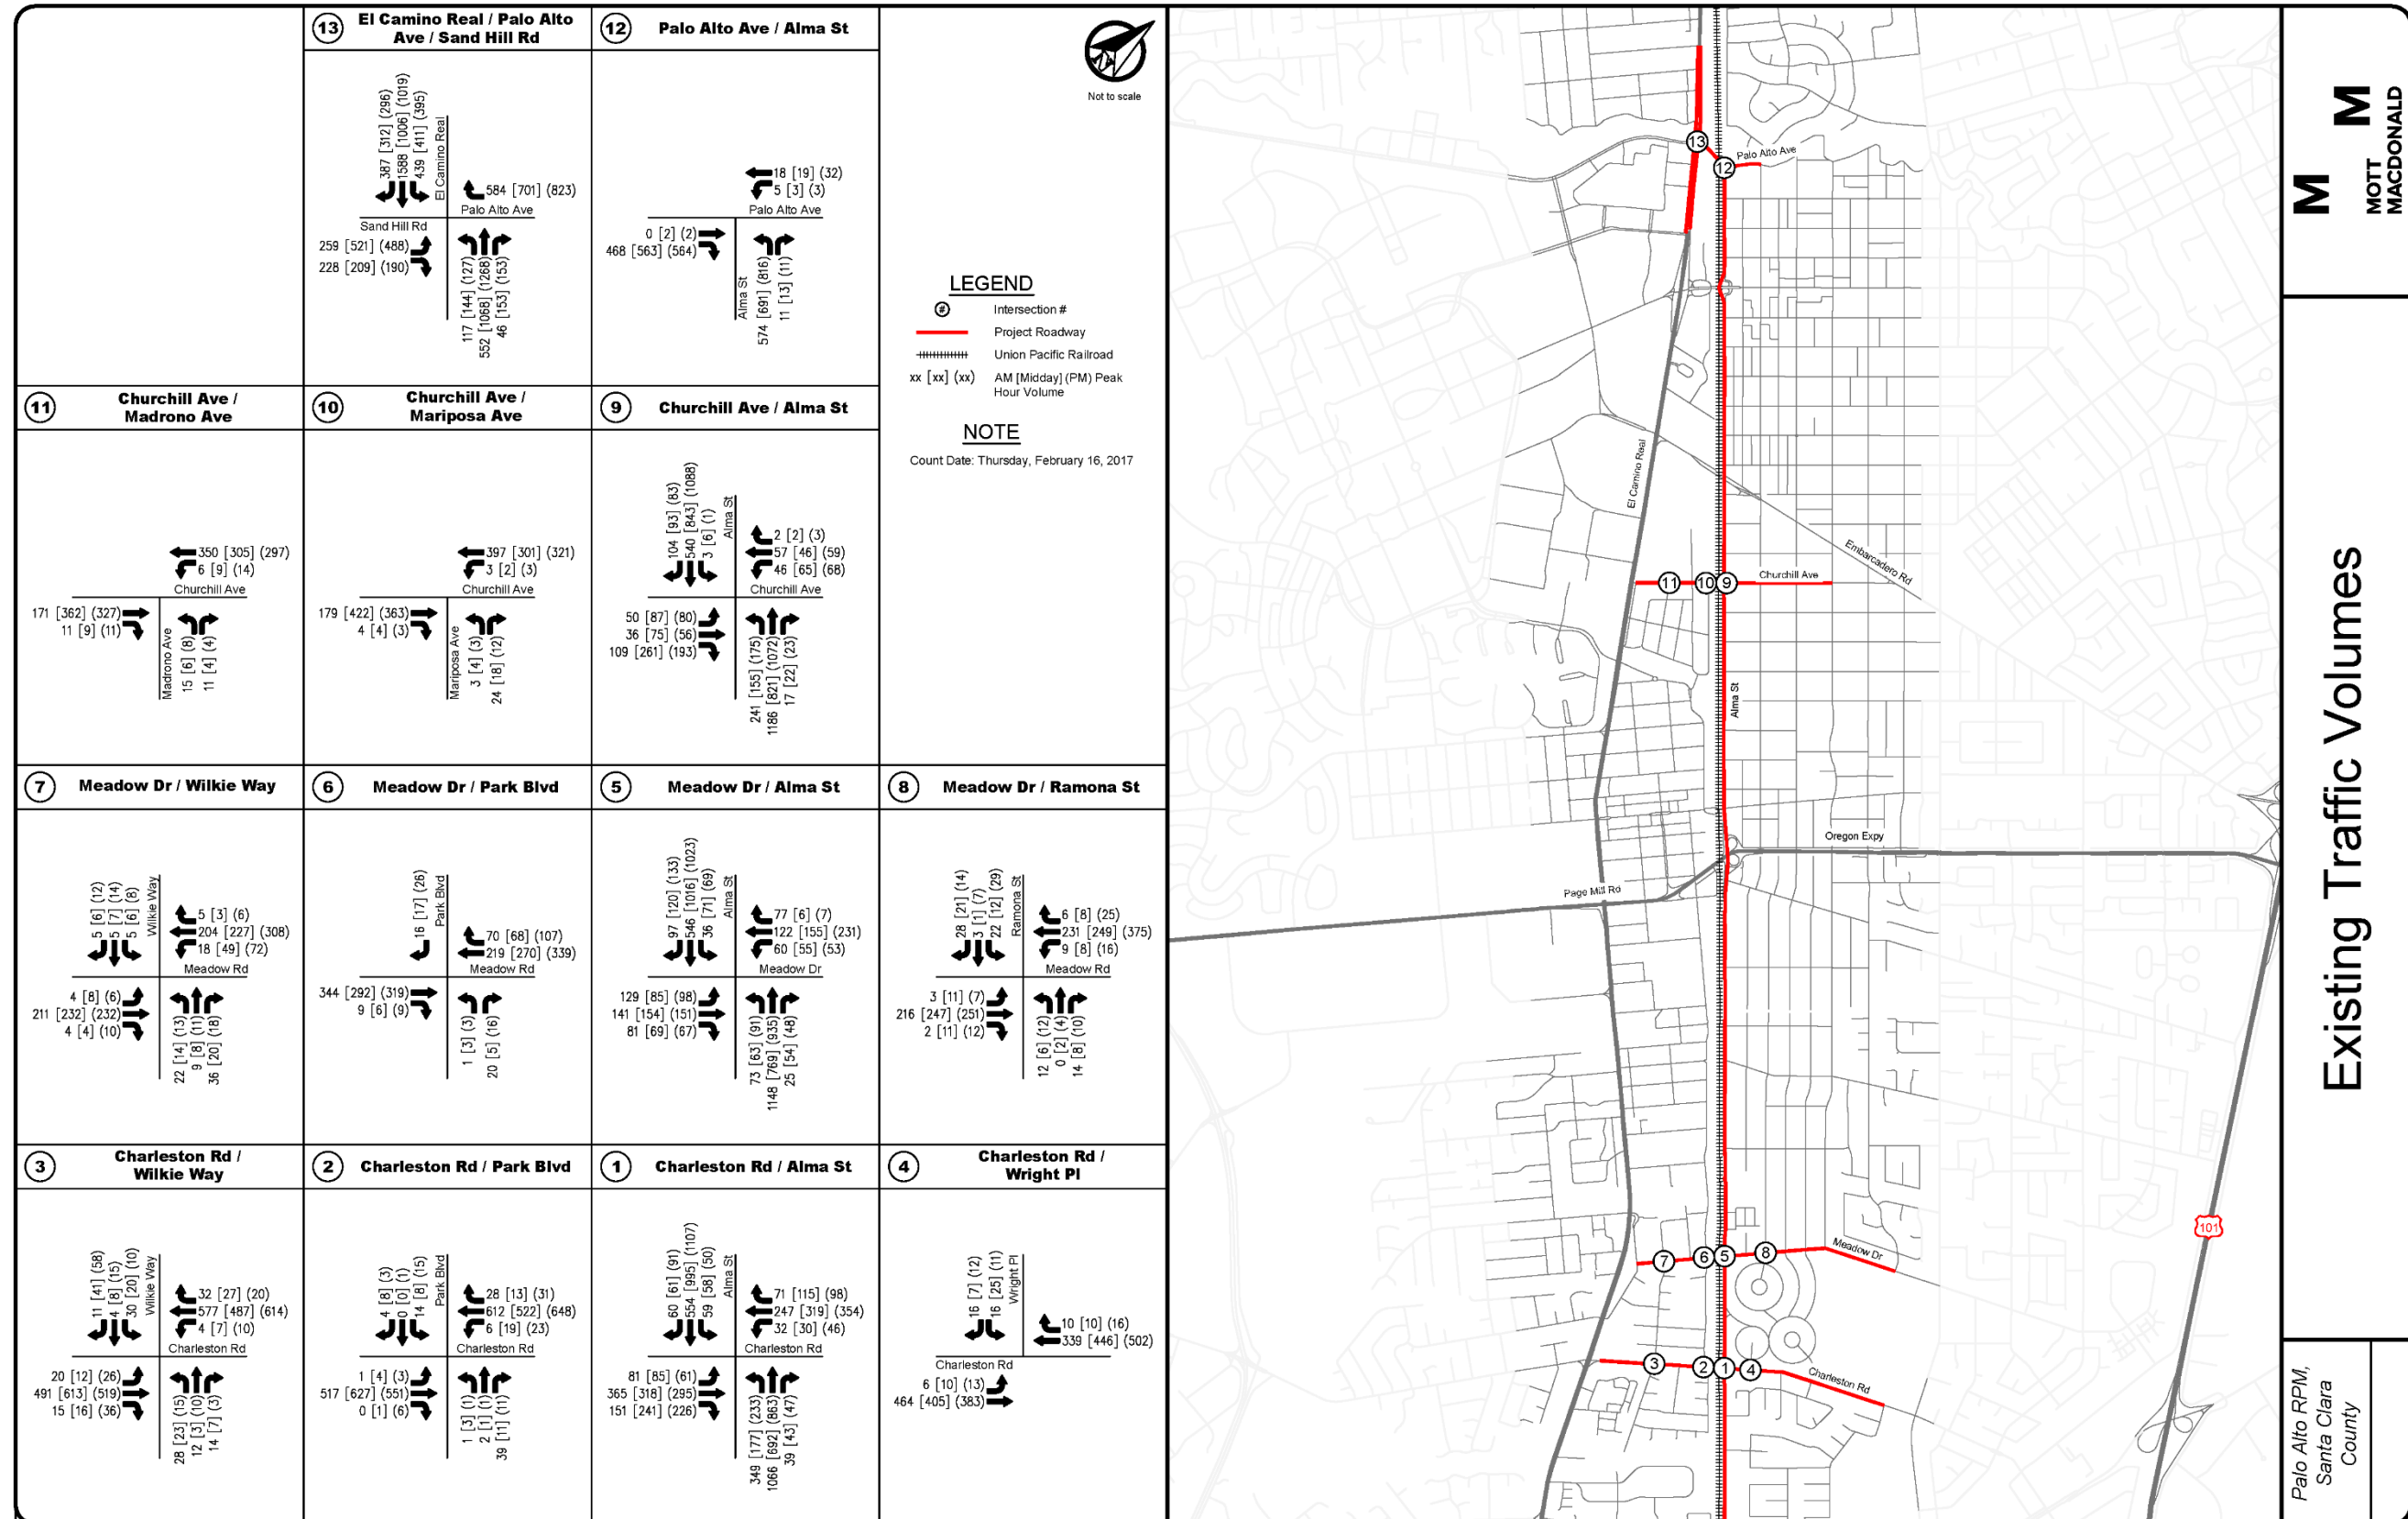 13
El Camino Real / Palo Alto
Ave / Sand Hill Rd
387 [312] (296)
1588 [1006] (1019)
439 [411] (395)
El Camino Real
584 [701] (823)
Palo Alto Ave
Sand Hill Rd
259 [521] (488)
228 [209] (190)
117 [144] (127)
552 [1068] (1268)
46 [153] (153)
12
Palo Alto Ave / Alma St
18 [19] (32)
5 [3] (3)
Palo Alto Ave
0 [2] (2)
468 [563] (564)
Alma St
574 [691] (816)
11 [13] (11)
Not to scale
LEGEND
#
Intersection #
Project Roadway
Union Pacific Railroad
xx [xx] (xx)
AM [Midday] (PM) Peak
Hour Volume
NOTE
Count Date: Thursday, February 16, 2017
11
Churchill Ave /
Madrono Ave
350 [305] (297)
6 [9] (14)
Churchill Ave
171 [362] (327)
11 [9] (11)
Madrono Ave
15 [6] (8)
11 [4] (4)
10
Churchill Ave /
Mariposa Ave
397 [301] (321)
3 [2] (3)
Churchill Ave
179 [422] (363)
4 [4] (3)
Mariposa Ave
3 [4] (3)
24 [18] (12)
9
Churchill Ave / Alma St
104 [93] (83)
540 [843] (1088)
3 [6] (1)
Alma St
2 [2] (3)
57 [46] (59)
46 [65] (68)
Churchill Ave
50 [87] (80)
36 [75] (56)
109 [261] (193)
241 [155] (175)
1186 [821] (1072)
17 [22] (23)
7
Meadow Dr / Wilkie Way
5 [6] (12)
5 [7] (14)
5 [6] (8)
Wilkie Way
5 [3] (6)
204 [227] (308)
18 [49] (72)
Meadow Rd
4 [8] (6)
211 [232] (232)
4 [4] (10)
22 [14] (13)
9 [8] (11)
36 [20] (18)
6
Meadow Dr / Park Blvd
16 [17] (26)
Park Blvd
70 [68] (107)
219 [270] (339)
Meadow Rd
344 [292] (319)
9 [6] (9)
1 [3] (3)
20 [5] (16)
5
Meadow Dr / Alma St
97 [120] (133)
546 [1016] (1023)
36 [71] (69)
Alma St
77 [6] (7)
122 [155] (231)
60 [55] (53)
Meadow Dr
129 [85] (98)
141 [154] (151)
81 [69] (67)
73 [63] (91)
1148 [769] (935)
25 [54] (48)
8
Meadow Dr / Ramona St
28 [21] (14)
3 [1] (7)
22 [12] (29)
Ramona St
6 [8] (25)
231 [249] (375)
9 [8] (16)
Meadow Rd
3 [11] (7)
216 [247] (251)
2 [11] (12)
12 [6] (12)
0 [2] (4)
14 [8] (10)
3
Charleston Rd /
Wilkie Way
11 [41] (58)
4 [8] (15)
30 [20] (10)
Wilkie Way
32 [27] (20)
577 [487] (614)
4 [7] (10)
Charleston Rd
20 [12] (26)
491 [613] (519)
15 [16] (36)
28 [23] (15)
12 [3] (10)
14 [7] (3)
2
Charleston Rd / Park Blvd
4 [8] (3)
0 [0] (1)
14 [8] (15)
Park Blvd
28 [13] (31)
612 [522] (648)
6 [19] (23)
Charleston Rd
1 [4] (3)
517 [627] (551)
0 [1] (6)
1 [3] (1)
2 [1] (1)
39 [11] (11)
1
Charleston Rd / Alma St
60 [61] (91)
554 [995] (1107)
59 [58] (50)
Alma St
71 [115] (98)
247 [319] (354)
32 [30] (46)
Charleston Rd
81 [85] (61)
365 [318] (295)
151 [241] (226)
349 [177] (233)
1066 [692] (863)
39 [43] (47)
4
Charleston Rd /
Wright Pl
16 [7] (12)
16 [25] (11)
Wright Pl
10 [10] (16)
339 [446] (502)
Charleston Rd
6 [10] (13)
464 [405] (383)
13
12
Palo Alto Ave
El Camino Real
Embarcadero Rd
11
10
9
Churchill Ave
Alma St
Oregon Expy
Page Mill Rd
101
7
6
5
8
Meadow Dr
3
2
1
4
Charleston Rd
M M
MOTT
MACDONALD
Existing Traffic Volumes
Palo Alto RPM,
Santa Clara
County